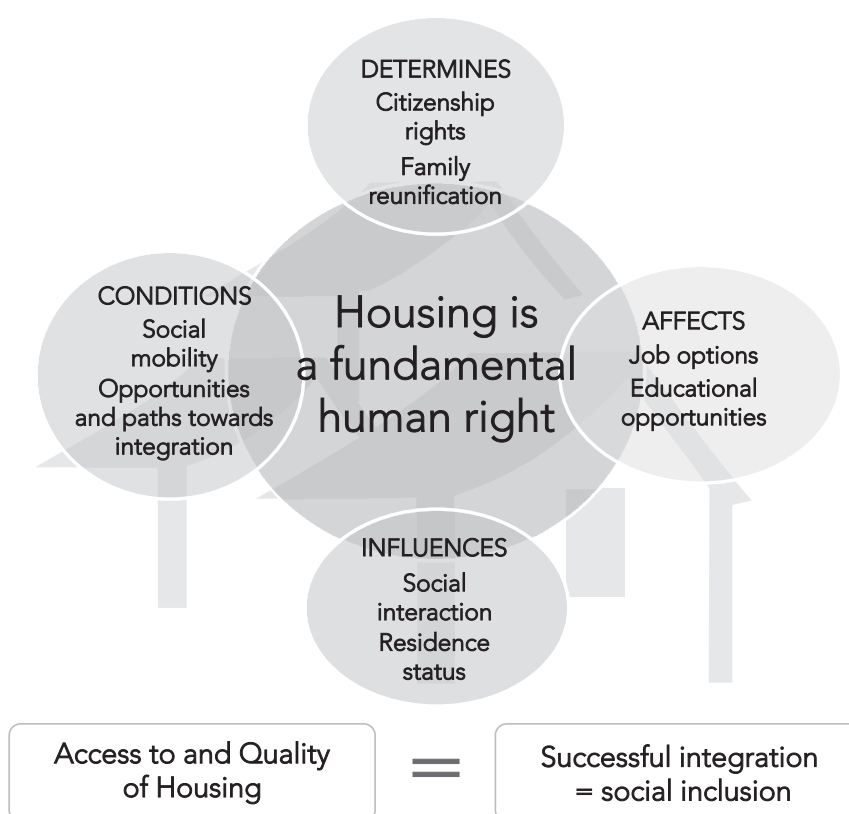 DETERMINES
Citizenship
rights
Family
reunification
CONDITIONS
Social
mobility
Opportunities
and paths towards
integration
Housing is
a fundamental
human right
AFFECTS
Job options
Educational
opportunities
INFLUENCES
Social
interaction
Residence
status
Access to and Quality
of Housing
=
Successful integration
= social inclusion